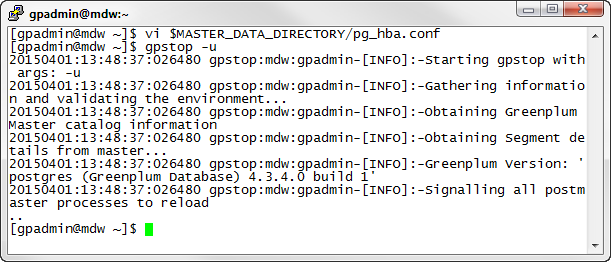 gpadmin@mdw:~
[gpadmin@mdw ~]$ vi $MASTER_DATA_DIRECTORY/pg_hba.conf
[gpadmin@mdw ~]$ gpstop -u
20150401:13:48:37:026480 gpstop:mdw:gpadmin-[INFO]:-Starting gpstop with
 args: -u
20150401:13:48:37:026480 gpstop:mdw:gpadmin-[INFO]:-Gathering informatio
n and validating the environment...
20150401:13:48:37:026480 gpstop:mdw:gpadmin-[INFO]:-Obtaining Greenplum
Master catalog information
20150401:13:48:37:026480 gpstop:mdw:gpadmin-[INFO]:-Obtaining Segment de
tails from master...
20150401:13:48:37:026480 gpstop:mdw:gpadmin-[INFO]:-Greenplum Version: '
postgres (Greenplum Database) 4.3.4.0 build 1'
20150401:13:48:37:026480 gpstop:mdw:gpadmin-[INFO]:-Signalling all postm
aster processes to reload
..
[gpadmin@mdw ~]$